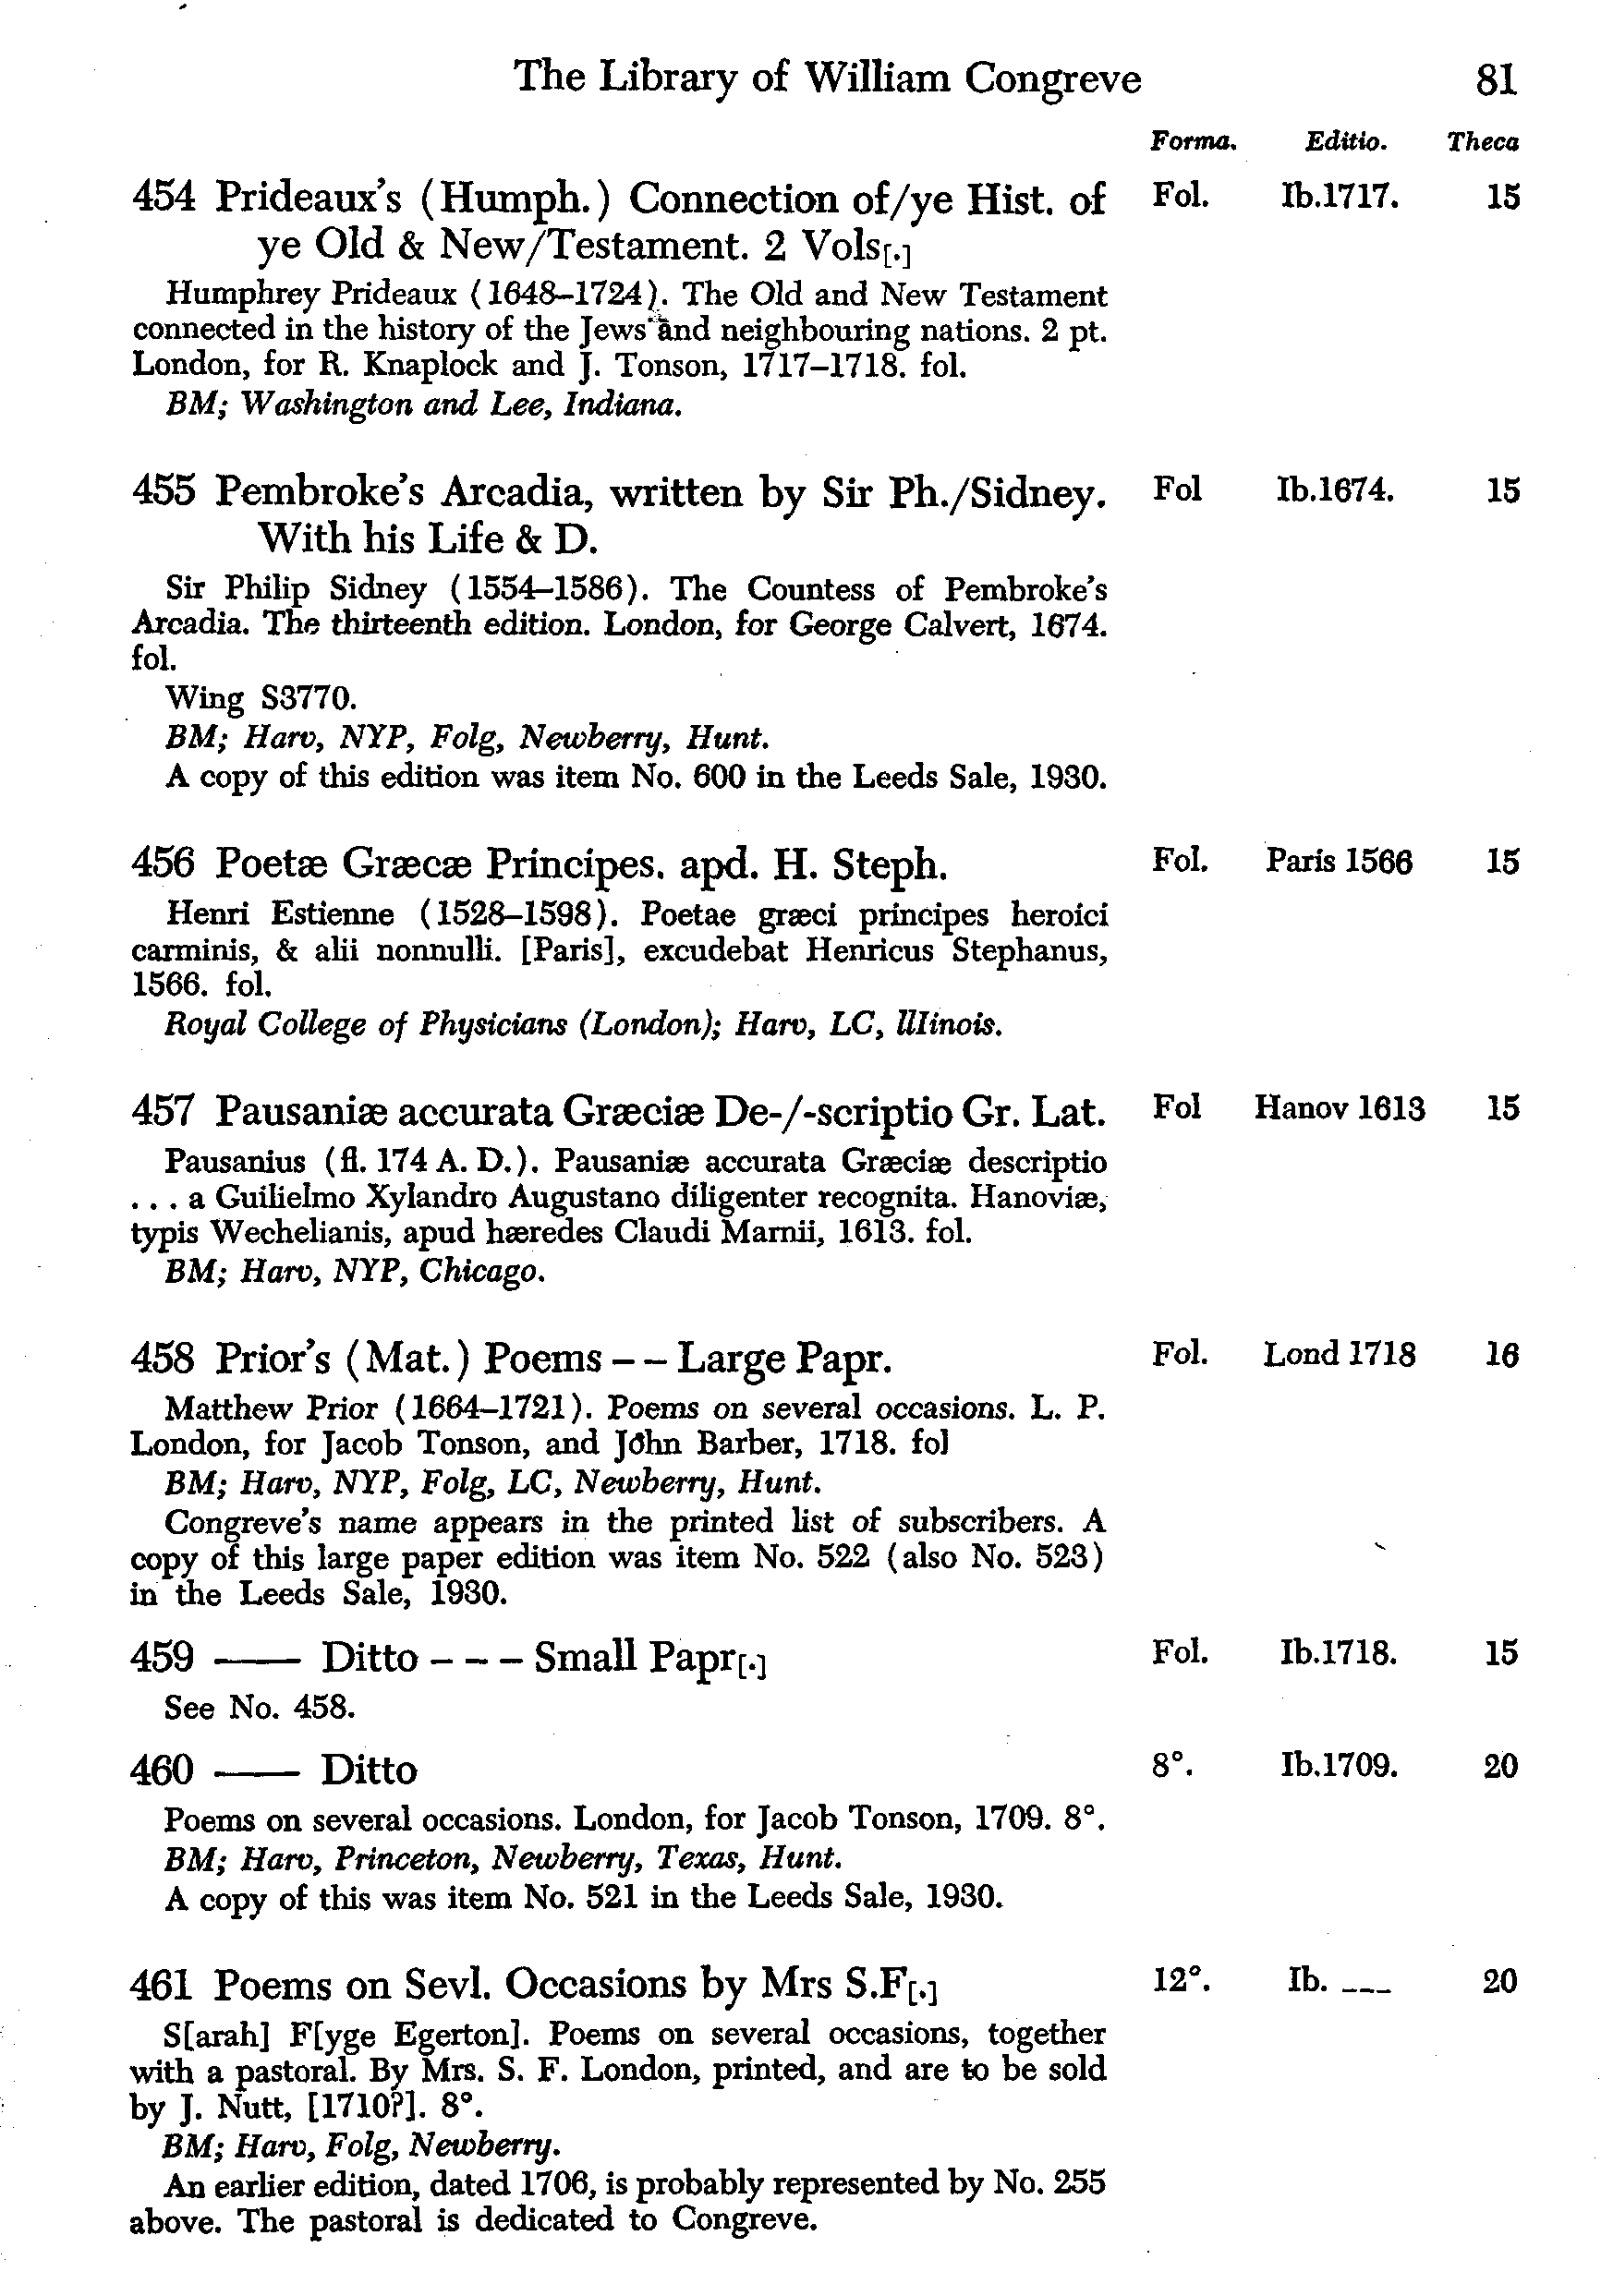 The Library of William Congreve 81
Forma. Editio. Theca
454 Prideaux's (Humph.) Connection of/ye Hist. of Fol. Ib.1717. 15
ye Old & New/Testament. 2 Vols[.]
Humphrey Prideaux (1648–1724). The Old and New Testament
connected in the history of the Jews and neighbouring nations. 2 pt.
London, for R. Knaplock and J. Tonson, 1717–1718. fol.
BM; Washington and Lee, Indiana.
455 Pembroke's Arcadia, written by Sir Ph./Sidney. Fol Ib.1674. 15
With his Life & D.
Sir Philip Sidney (1554–1586). The Countess of Pembroke's
Arcadia. The thirteenth edition. London, for George Calvert, 1674.
fol.
Wing S3770.
BM; Harv, NYP, Folg, Newberry, Hunt.
A copy of this edition was item No. 600 in the Leeds Sale, 1930.
456 Poetæ Græcæ Principes. apd. H. Steph. Fol. Paris 1566 15
Henri Estienne (1528–1598). Poetae græci principes heroici
carminis, & alii nonnulli. [Paris], excudebat Henricus Stephanus,
1566. fol.
Royal College of Physicians (London); Harv, LC, Illinois.
457 Pausaniæ accurata Græciæ De-/-scriptio Gr. Lat. Fol Hanov 1613 15
Pausanius (fl. 174 A. D.). Pausaniæ accurata Græciæ descriptio
. . . a Guilielmo Xylandro Augustano diligenter recognita. Hanoviæ,
typis Wechelianis, apud hæredes Claudi Marnii, 1613. fol.
BM; Harv, NYP, Chicago.
458 Prior's (Mat.) Poems – – Large Papr. Fol. Lond 1718 16
Matthew Prior (1664–1721). Poems on several occasions. L. P.
London, for Jacob Tonson, and John Barber, 1718. fol
BM; Harv, NYP, Folg, LC, Newberry, Hunt.
Congreve's name appears in the printed list of subscribers. A
copy of this large paper edition was item No. 522 (also No. 523)
in the Leeds Sale, 1930.
459 —— Ditto – – – Small Papr[.] Fol. Ib.1718. 15
See No. 458.
460 —— Ditto 8°. Ib.1709. 20
Poems on several occasions. London, for Jacob Tonson, 1709. 8°.
BM; Harv, Princeton, Newberry, Texas, Hunt.
A copy of this was item No. 521 in the Leeds Sale, 1930.
461 Poems on Sevl. Occasions by Mrs S.F[.] 12°. Ib. ___ 20
S[arah] F[yge Egerton]. Poems on several occasions, together
with a pastoral. By Mrs. S. F. London, printed, and are to be sold
by J. Nutt, [1710?]. 8°.
BM; Harv, Folg, Newberry.
An earlier edition, dated 1706, is probably represented by No. 255
above. The pastoral is dedicated to Congreve.